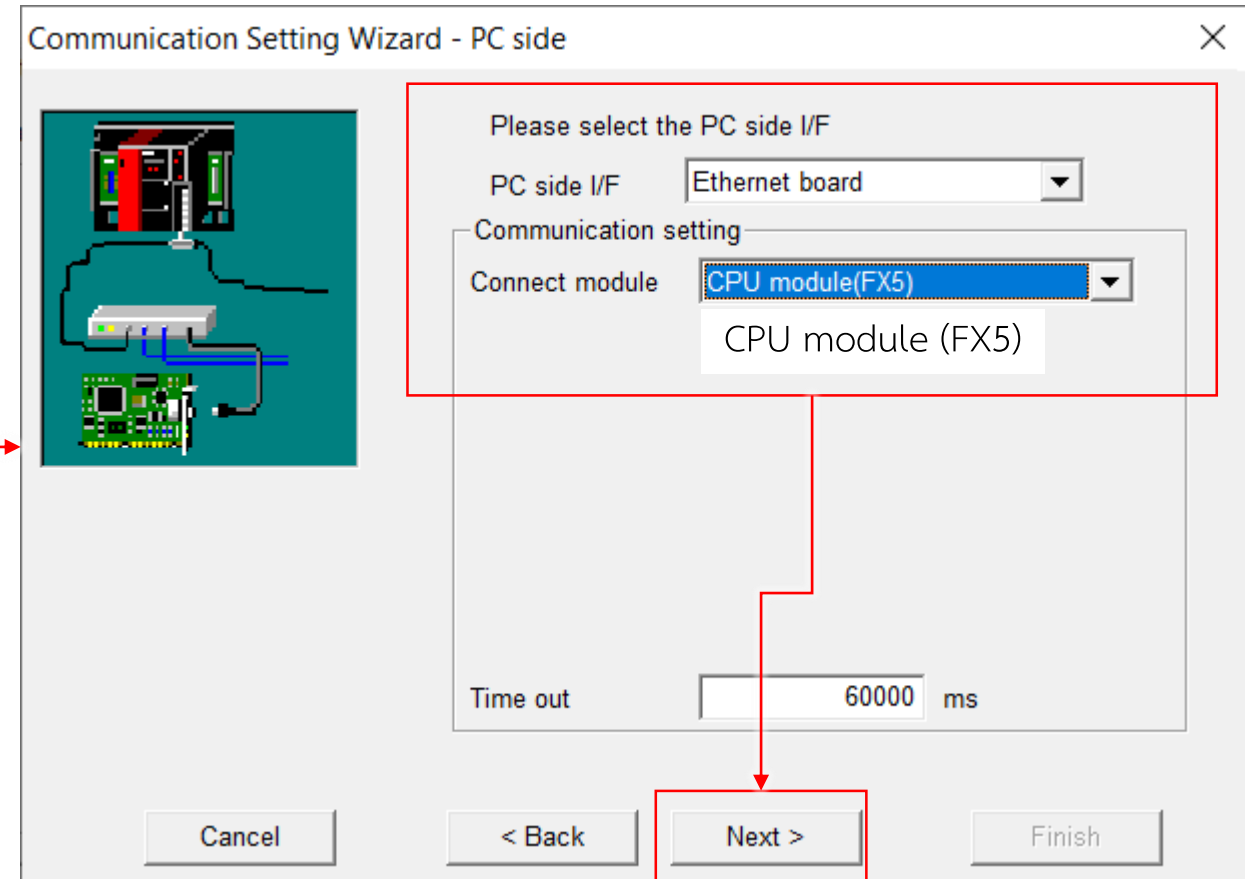 Communication Setting Wizard - PC side
Please select the PC side I/F
PC side I/F Ethernet board
Communication setting
Connect module CPU module(FX5)
CPU module (FX5)
Time out 60000 ms
Cancel < Back Next > Finish